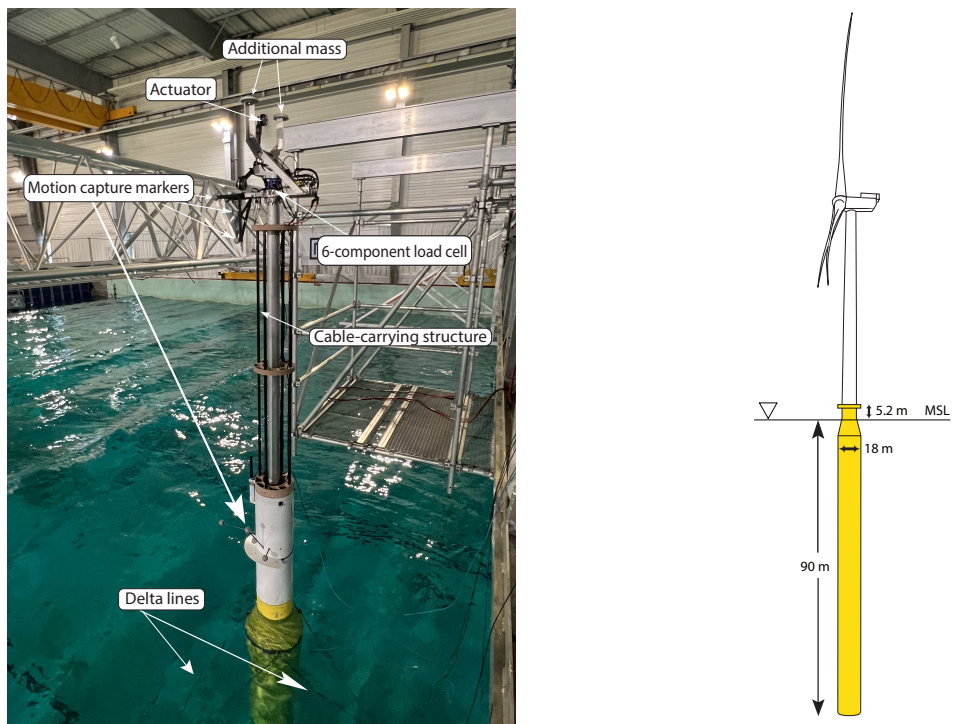 Additional mass
Actuator
Motion capture markers
6-component load cell
Cable-carrying structure
Delta lines
5.2 m
MSL
18 m
90 m